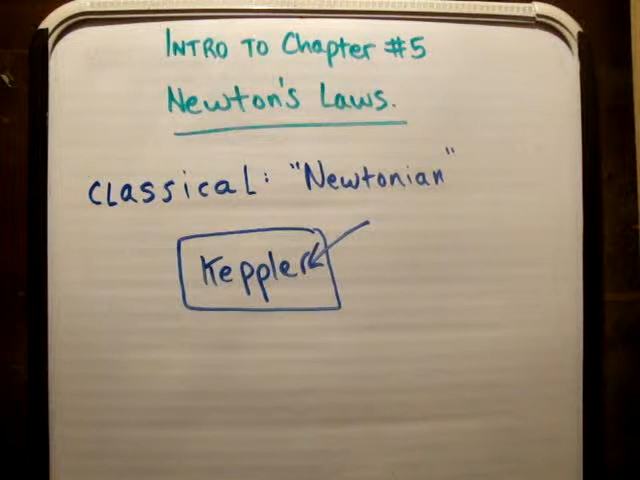 INTRO TO Chapter #5
Newton's Laws.
classical: "Newtonian"
Keppler